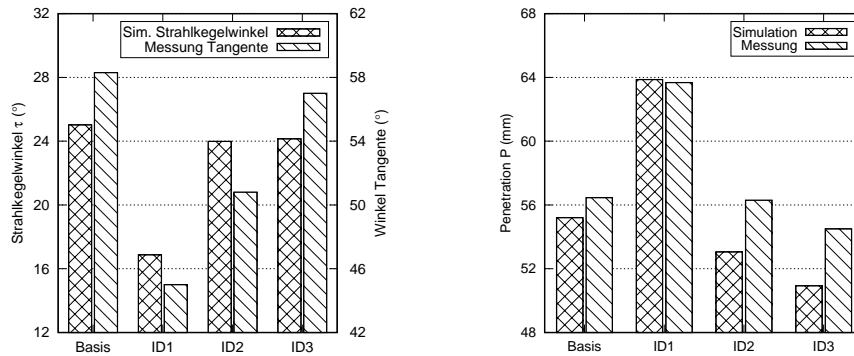 Strahlkegelwinkel τ (°)
28
24
20
16
12
32
Sim. Strahlkegelwinkel
Messung Tangente
62
58
54
50
46
42
Winkel Tangente (°)
Basis ID1 ID2 ID3
Penetration P (mm)
68
64
60
56
52
48
Simulation
Messung
Basis ID1 ID2 ID3